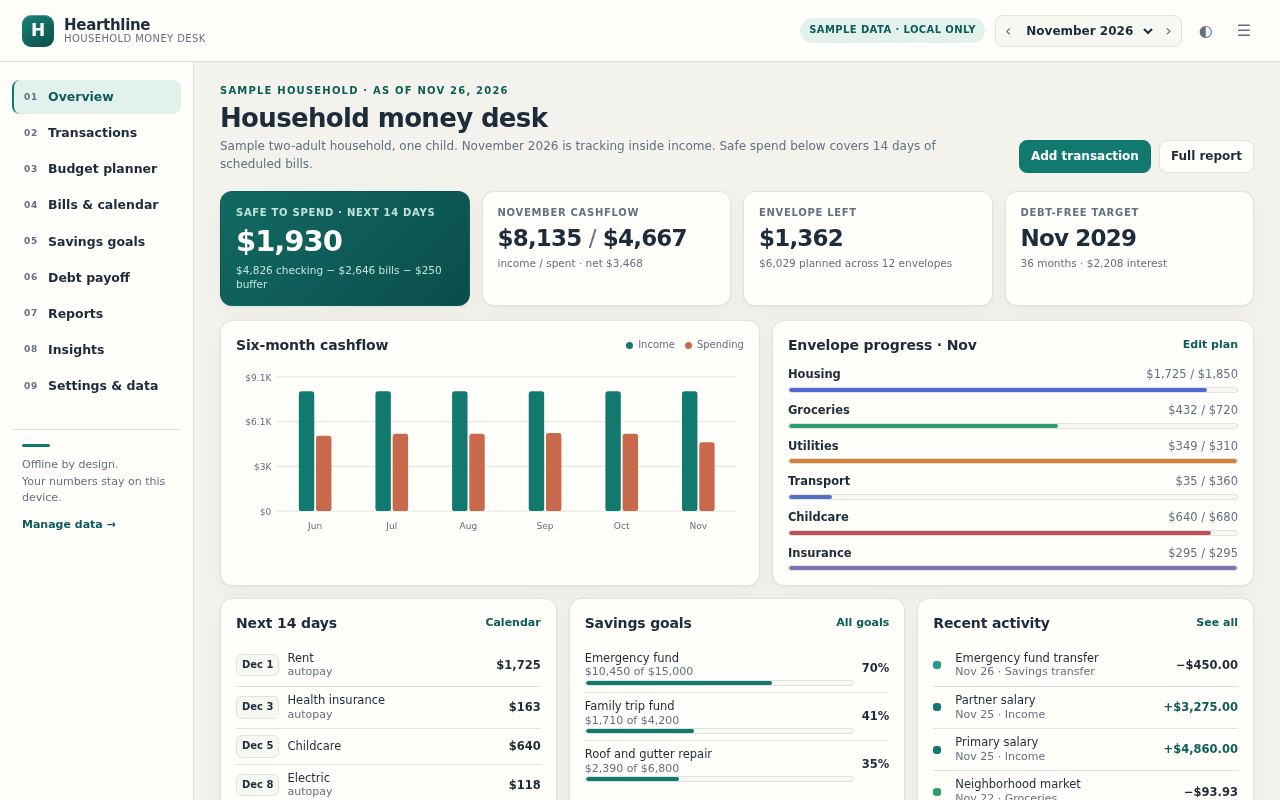 H
Hearthline
HOUSEHOLD MONEY DESK
SAMPLE DATA · LOCAL ONLY
‹ November 2026 ›
01 Overview
02 Transactions
03 Budget planner
04 Bills & calendar
05 Savings goals
06 Debt payoff
07 Reports
08 Insights
09 Settings & data
Offline by design.
Your numbers stay on this
device.
Manage data →
SAMPLE HOUSEHOLD · AS OF NOV 26, 2026
Household money desk
Sample two-adult household, one child. November 2026 is tracking inside income. Safe spend below covers 14 days of
scheduled bills.
Add transaction
Full report
SAFE TO SPEND · NEXT 14 DAYS
$1,930
$4,826 checking − $2,646 bills − $250
buffer
NOVEMBER CASHFLOW
$8,135 / $4,667
income / spent · net $3,468
ENVELOPE LEFT
$1,362
$6,029 planned across 12 envelopes
DEBT-FREE TARGET
Nov 2029
36 months · $2,208 interest
Six-month cashflow
Income
Spending
$9.1K
$6.1K
$3K
$0
Jun Jul Aug Sep Oct Nov
Envelope progress · Nov
Edit plan
Housing $1,725 / $1,850
Groceries $432 / $720
Utilities $349 / $310
Transport $35 / $360
Childcare $640 / $680
Insurance $295 / $295
Next 14 days
Calendar
Dec 1 Rent $1,725
autopay
Dec 3 Health insurance $163
autopay
Dec 5 Childcare $640
Dec 8 Electric $118
autopay
Savings goals
All goals
Emergency fund 70%
$10,450 of $15,000
Family trip fund 41%
$1,710 of $4,200
Roof and gutter repair 35%
$2,390 of $6,800
Recent activity
See all
Emergency fund transfer −$450.00
Nov 26 · Savings transfer
Partner salary +$3,275.00
Nov 25 · Income
Primary salary +$4,860.00
Nov 25 · Income
Neighborhood market −$93.93
Nov 22 · Groceries